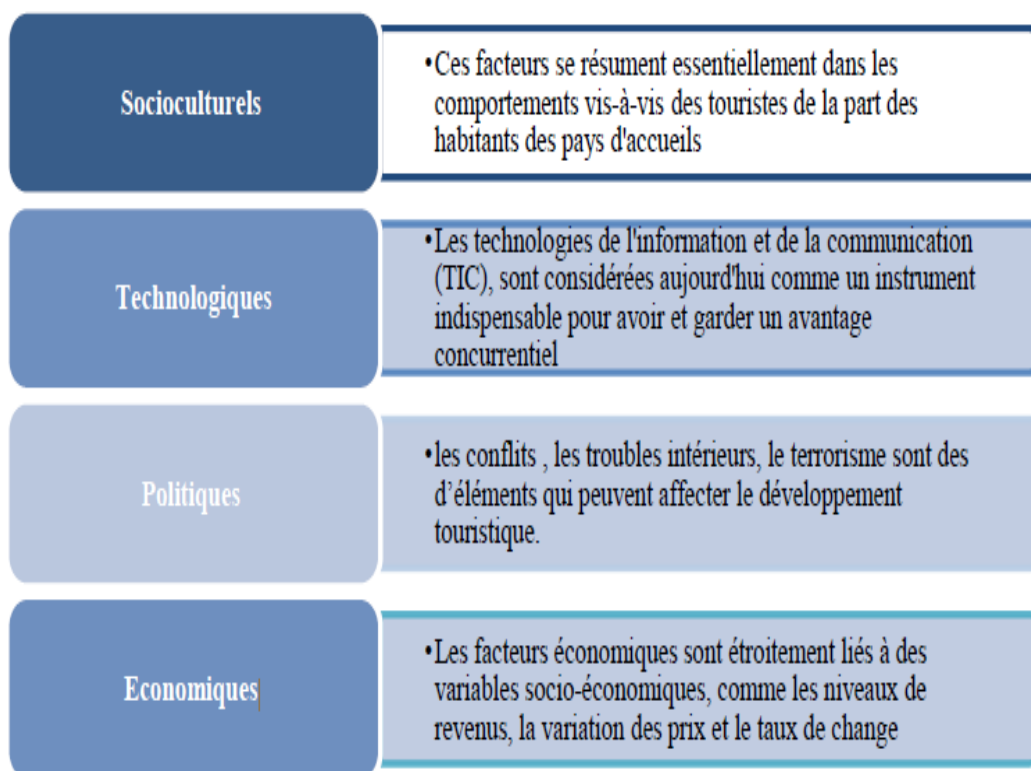 Socioculturels
•Ces facteurs se résument essentiellement dans les
comportements vis-à-vis des touristes de la part des
habitants des pays d'accueils
Technologiques
•Les technologies de l'information et de la communication
(TIC), sont considérées aujourd'hui comme un instrument
indispensable pour avoir et garder un avantage
concurrentiel
Politiques
•les conflits , les troubles intérieurs, le terrorisme sont des
d’éléments qui peuvent affecter le développement
touristique.
Economiques
•Les facteurs économiques sont étroitement liés à des
variables socio-économiques, comme les niveaux de
revenus, la variation des prix et le taux de change